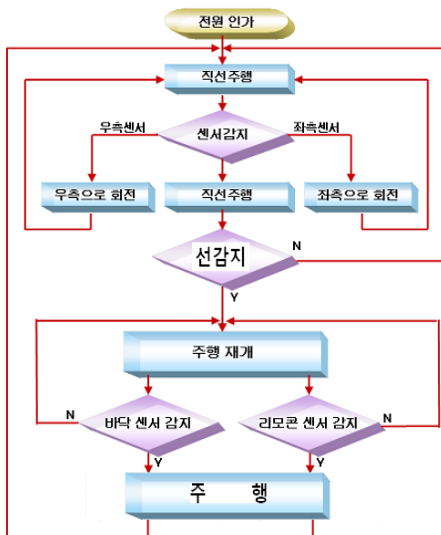 전원 인가
직선주행
우측센서
센서감지
좌측센서
우측으로 회전
직선주행
좌측으로 회전
선감지
N
Y
주행 재개
N
바닥 센서 감지
리모콘 센서 감지
N
Y
Y
주 행